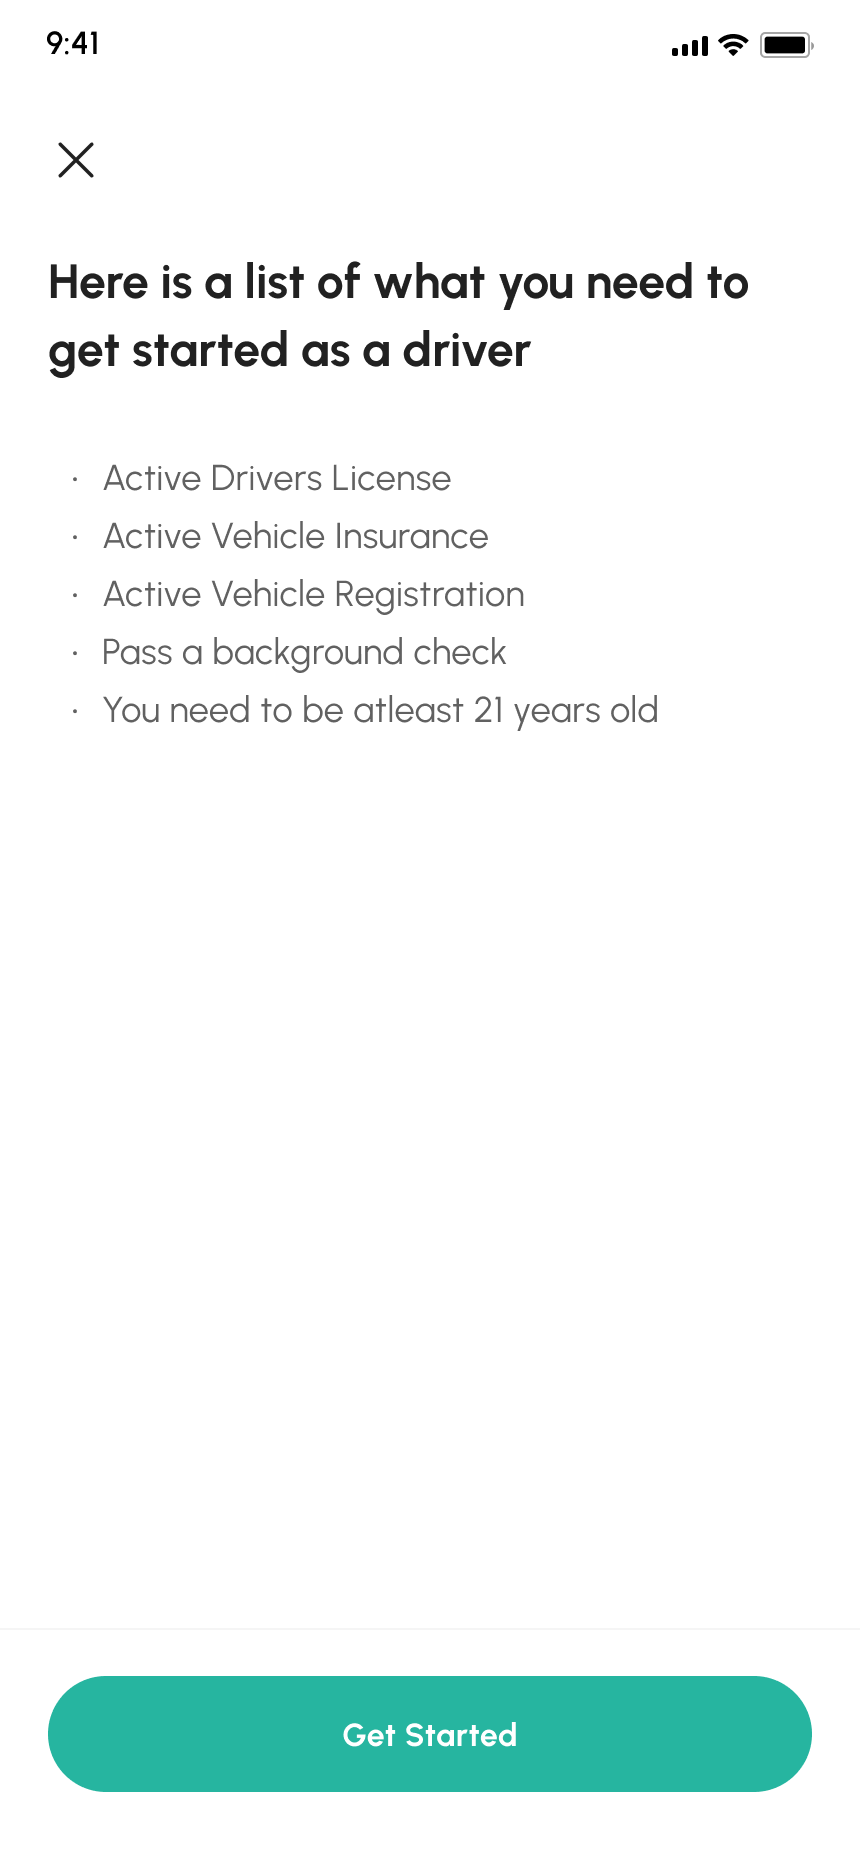 9:41
Here is a list of what you need to
get started as a driver
· Active Drivers License
· Active Vehicle Insurance
· Active Vehicle Registration
· Pass a background check
· You need to be atleast 21 years old
Get Started